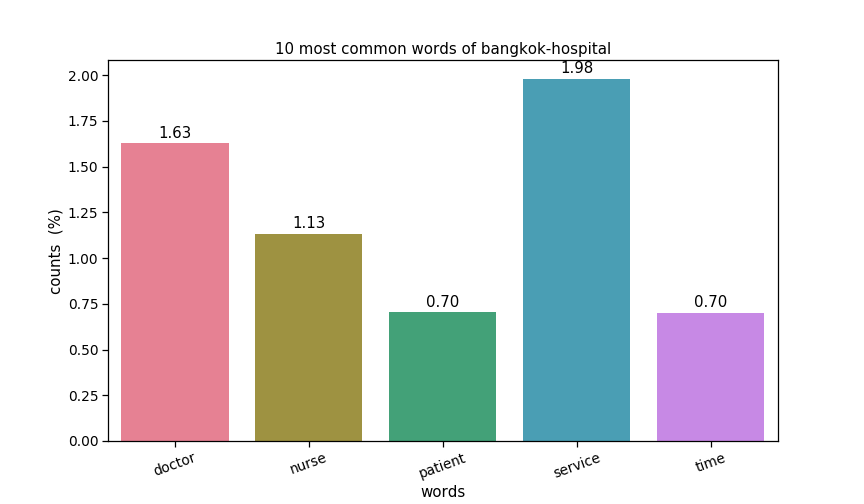 10 most common words of bangkok-hospital
counts (%)
2.00
1.75
1.50
1.25
1.00
0.75
0.50
0.25
0.00
1.63
1.13
0.70
1.98
0.70
doctor
nurse
patient
service
time
words